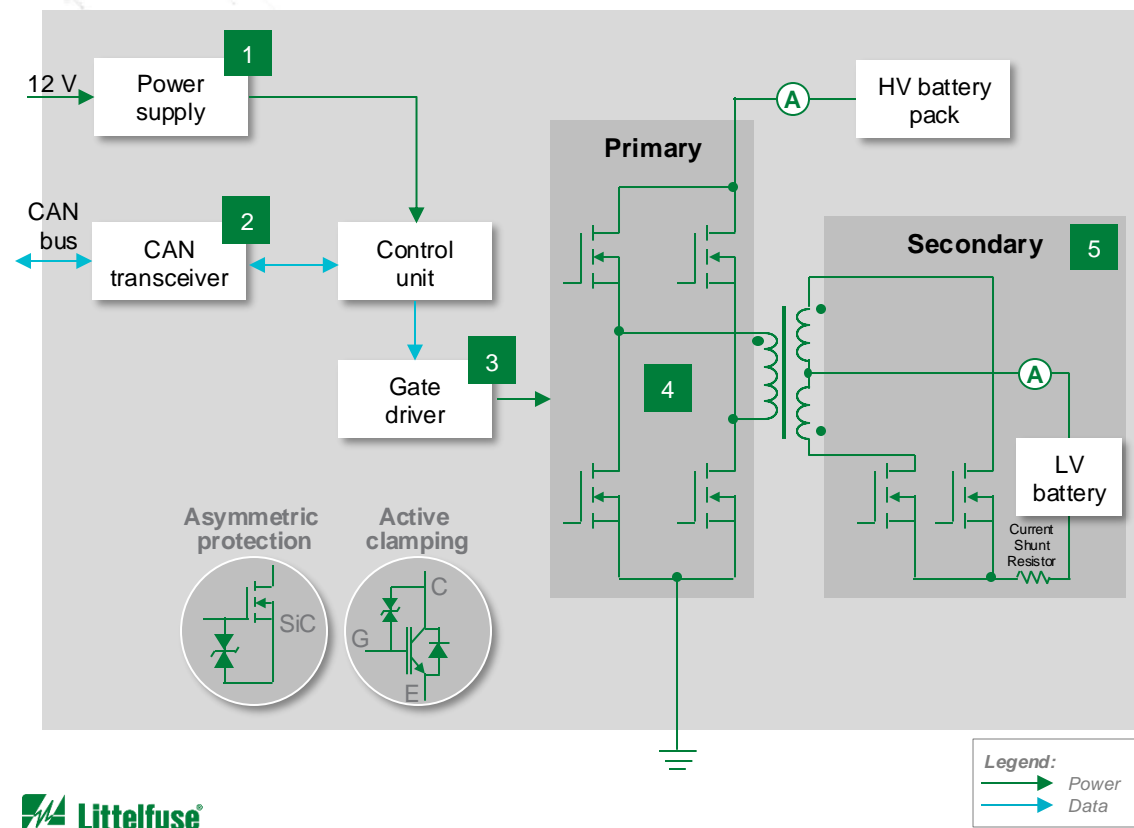 1
12 V
Power
supply
A
HV battery
pack
Primary
CAN
bus
2
CAN
transceiver
Control
unit
Secondary
5
3
Gate
driver
4
A
LV
battery
Current
Shunt
Resistor
Asymmetric
protection
SiC
Active
clamping
C
G
E
Legend:
Power
Data
Littelfuse®